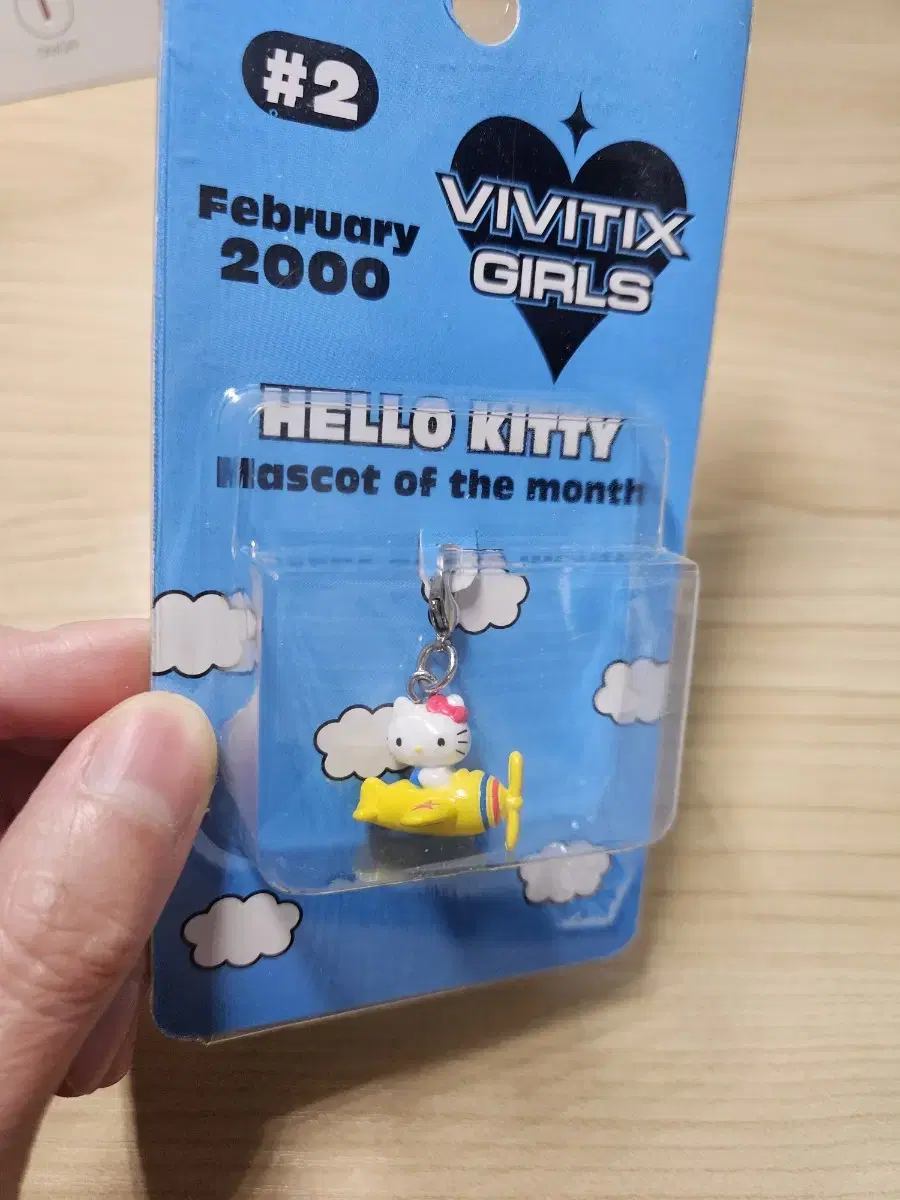 #2
February
2000
VIVITIX
GIRLS
HELLO KITTY
Mascot of the month